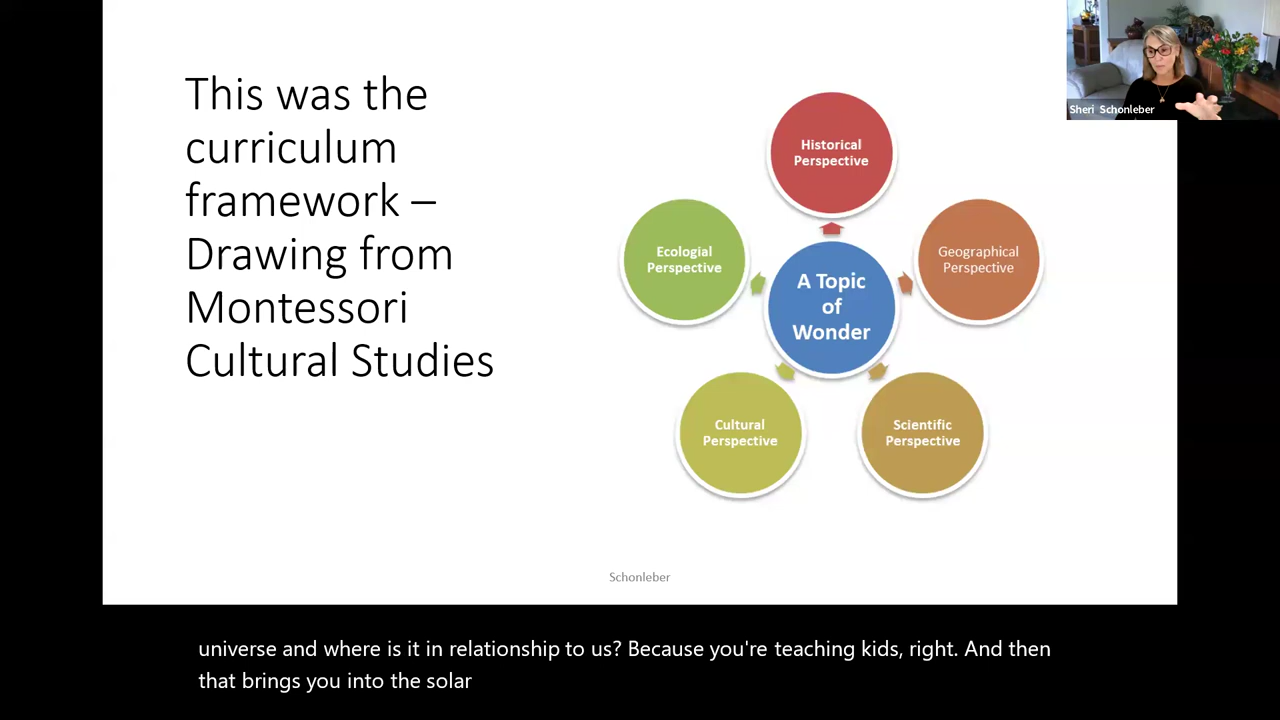 This was the
curriculum
framework –
Drawing from
Montessori
Cultural Studies
Historical
Perspective
Ecologial
Perspective
Geographical
Perspective
A Topic
of
Wonder
Cultural
Perspective
Scientific
Perspective
Schonleber
Sheri Schonleber
universe and where is it in relationship to us? Because you're teaching kids, right. And then
that brings you into the solar